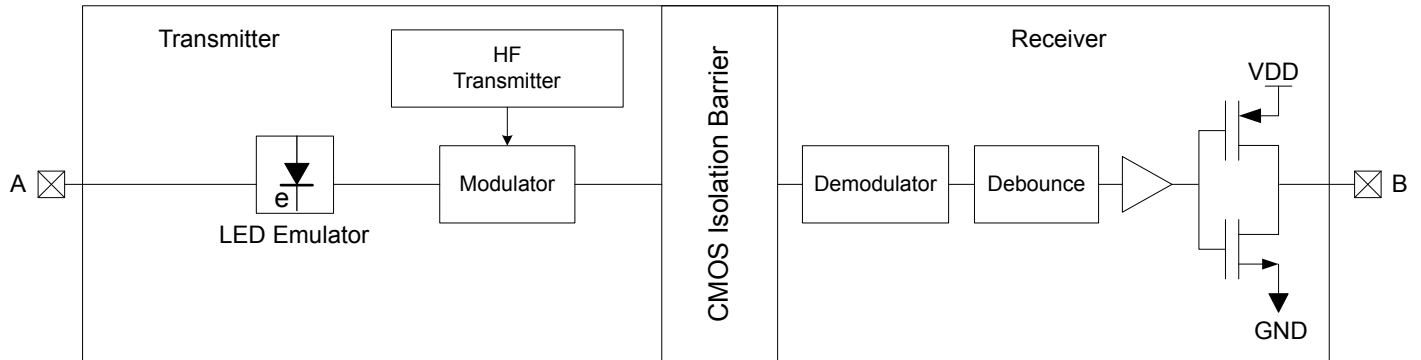 Transmitter
HF
Transmitter
A
e
LED Emulator
Modulator
CMOS Isolation Barrier
Receiver
Demodulator
Debounce
VDD
GND
B